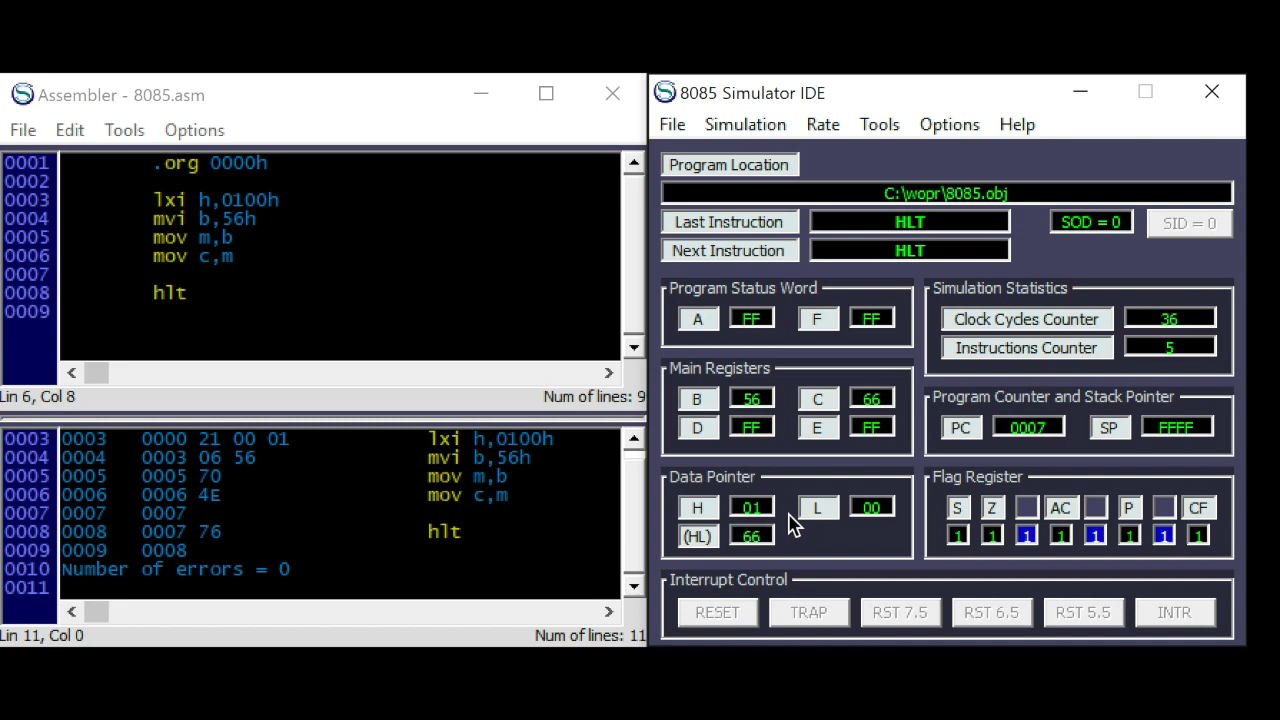 Assembler - 8085.asm
File Edit Tools Options
0001 .org 0000h
0002
0003 lxi h,0100h
0004 mvi b,56h
0005 mov m,b
0006 mov c,m
0007
0008 hlt
0009
Lin 6, Col 8 Num of lines: 9
0003 0003 0000 21 00 01 lxi h,0100h
0004 0004 0003 06 56 mvi b,56h
0005 0005 0005 70 mov m,b
0006 0006 0006 4E mov c,m
0007 0007 0007
0008 0008 0007 76 hlt
0009 0009 0008
0010 Number of errors = 0
0011
Lin 11, Col 0 Num of lines: 11
8085 Simulator IDE
File Simulation Rate Tools Options Help
Program Location
C:\wopr\8085.obj
Last Instruction HLT SOD = 0 SID = 0
Next Instruction HLT
Program Status Word
A FF F FF
Main Registers
B 56 C 66
D FF E FF
Data Pointer
H 01 L 00
(HL) 66
Simulation Statistics
Clock Cycles Counter 36
Instructions Counter 5
Program Counter and Stack Pointer
PC 0007 SP FFFF
Flag Register
S Z AC P CF
1 1 1 1 1 1 1 1
Interrupt Control
RESET TRAP RST 7.5 RST 6.5 RST 5.5 INTR